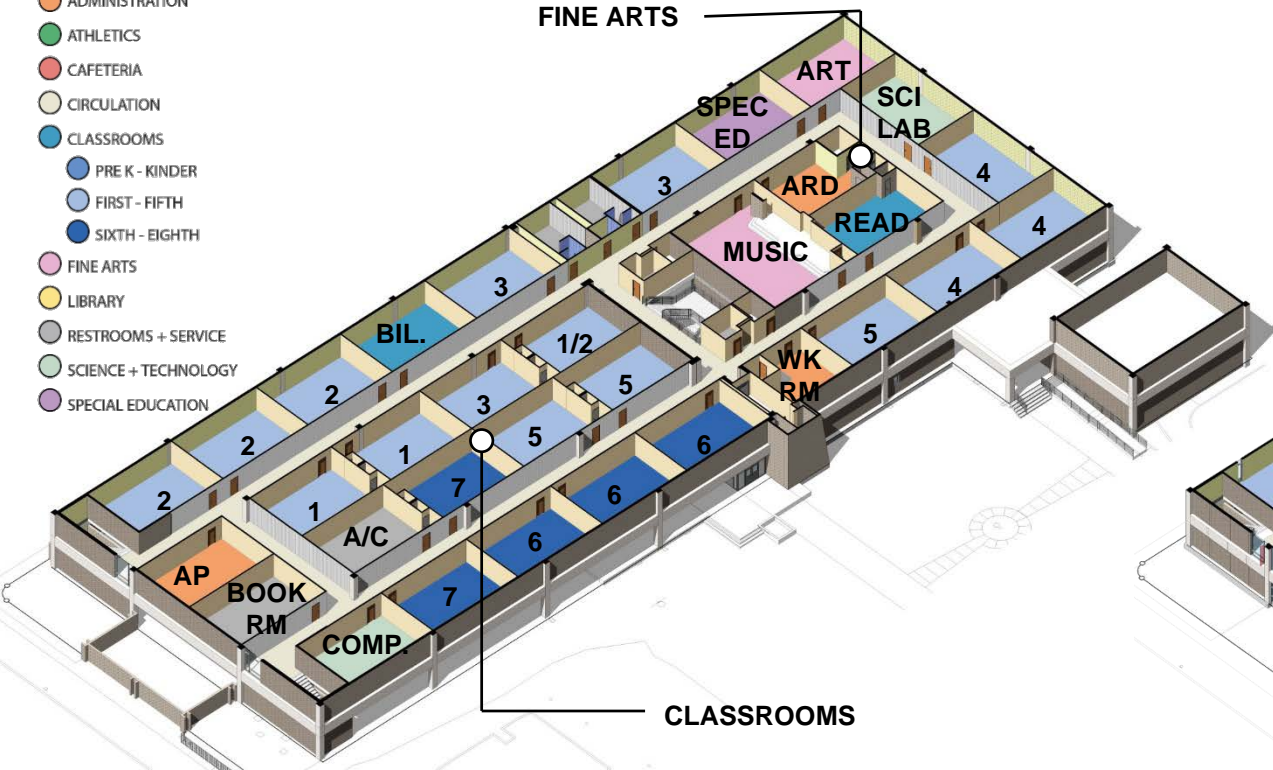 ADMINISTRATION
ATHLETICS
CAFETERIA
CIRCULATION
CLASSROOMS
PRE K - KINDER
FIRST - FIFTH
SIXTH - EIGHTH
FINE ARTS
LIBRARY
RESTROOMS + SERVICE
SCIENCE + TECHNOLOGY
SPECIAL EDUCATION
FINE ARTS
ART
SPEC
ED
SCI
LAB
3
4
ARD
4
READ
MUSIC
3
4
BIL.
1/2
5
WK
RM
5
2
3
2
1
5
6
2
7
6
1
A/C
6
AP
BOOK
RM
7
COMP.
CLASSROOMS